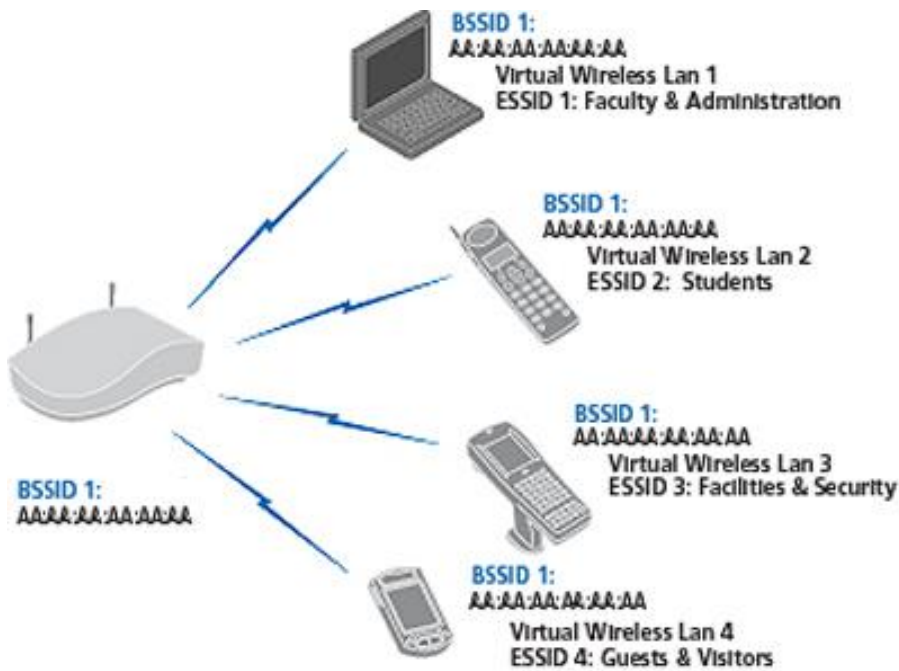 BSSID 1:
AA:AA:AA:AA:AA:AA
Virtual Wireless Lan 1
ESSID 1: Faculty & Administration
BSSID 1:
AA:AA:AA:AA:AA:AA
Virtual Wireless Lan 2
ESSID 2: Students
BSSID 1:
AA:AA:AA:AA:AA:AA
Virtual Wireless Lan 3
ESSID 3: Facilities & Security
BSSID 1:
AA:AA:AA:AA:AA:AA
BSSID 1:
AA:AA:AA:AA:AA:AA
Virtual Wireless Lan 4
ESSID 4: Guests & Visitors